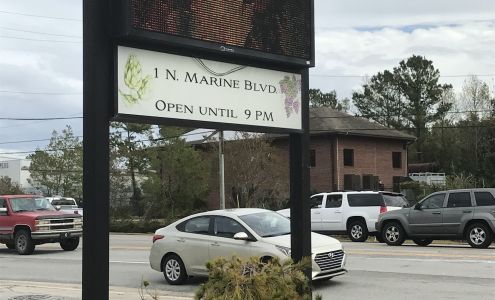 1 N. Marine Blvd.
Open until 9 PM